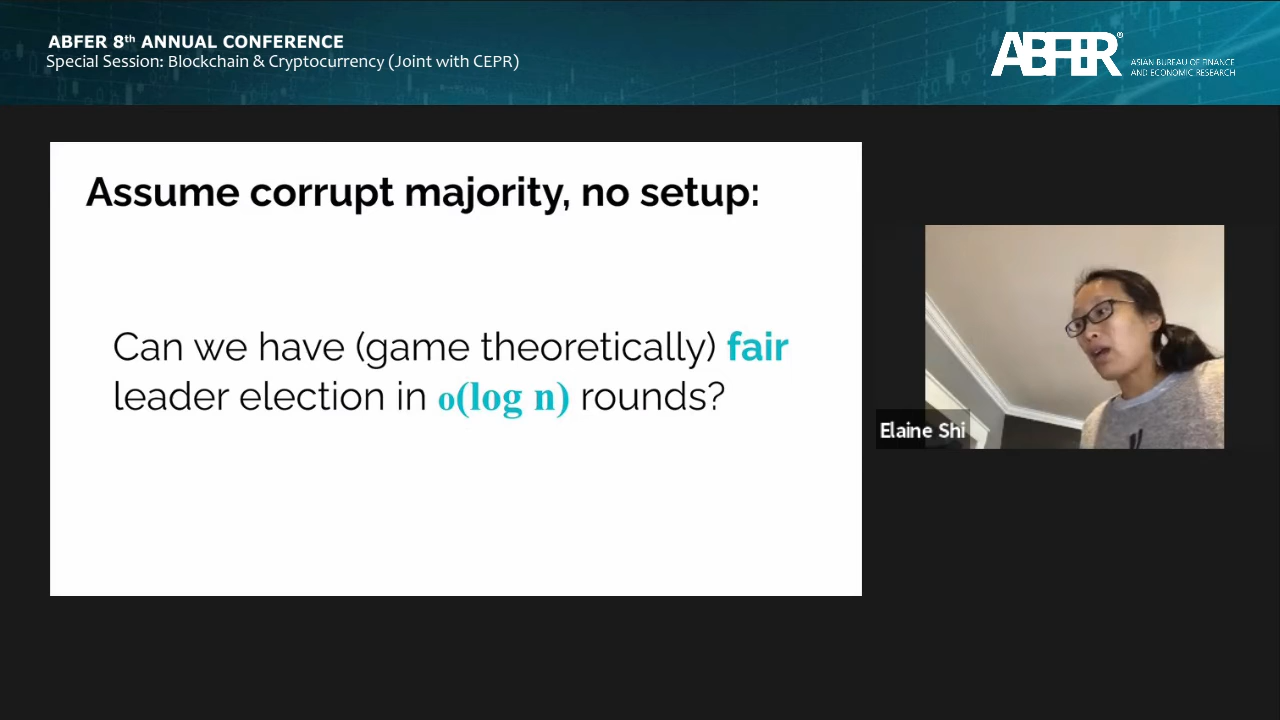 ABFER 8th ANNUAL CONFERENCE
Special Session: Blockchain & Cryptocurrency (Joint with CEPR)
ABFER®
ASIAN BUREAU OF FINANCE
AND ECONOMIC RESEARCH
Assume corrupt majority, no setup:
Can we have (game theoretically) fair
leader election in o(log n) rounds?
Elaine Shi